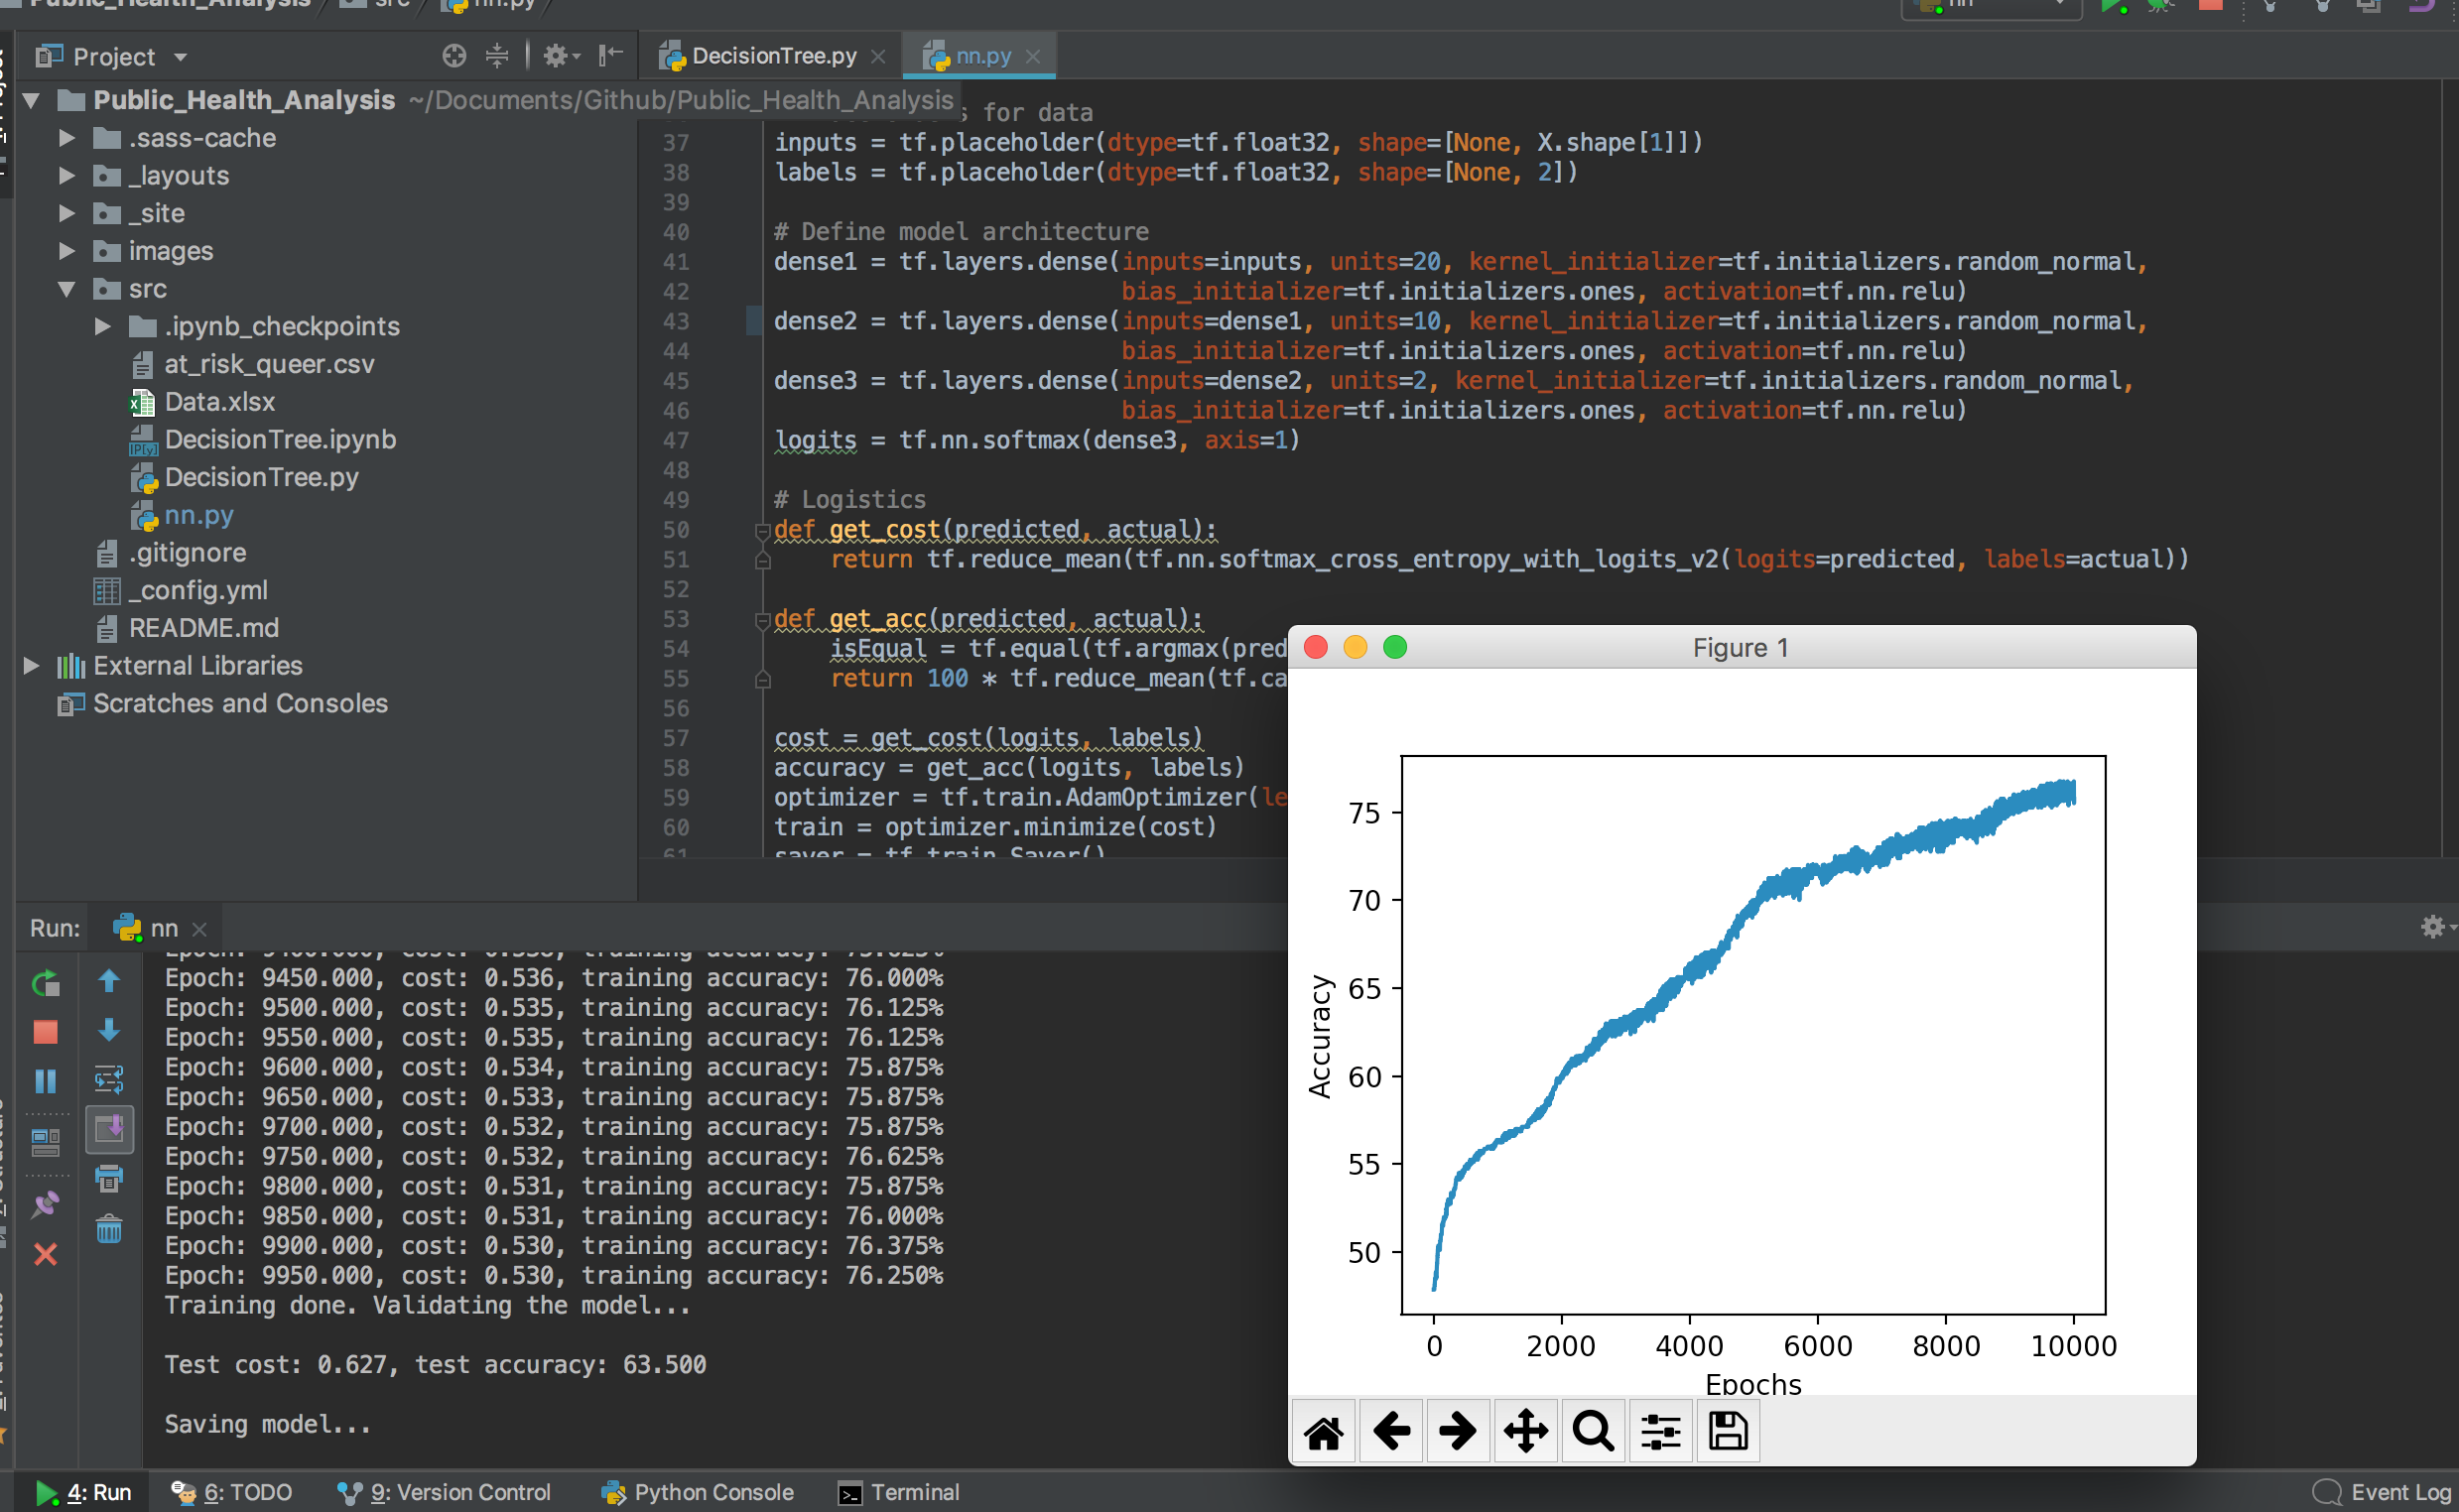 Public_Health_Analysis
src
nn.py
nn
Project
DecisionTree.py
nn.py
Public_Health_Analysis ~/Documents/Github/Public_Health_Analysis
.sass-cache
_layouts
_site
images
src
.ipynb_checkpoints
at_risk_queer.csv
Data.xlsx
DecisionTree.ipynb
DecisionTree.py
nn.py
.gitignore
_config.yml
README.md
External Libraries
Scratches and Consoles
for data
37 inputs = tf.placeholder(dtype=tf.float32, shape=[None, X.shape[1]])
38 labels = tf.placeholder(dtype=tf.float32, shape=[None, 2])
39
40 # Define model architecture
41 dense1 = tf.layers.dense(inputs=inputs, units=20, kernel_initializer=tf.initializers.random_normal,
42 bias_initializer=tf.initializers.ones, activation=tf.nn.relu)
43 dense2 = tf.layers.dense(inputs=dense1, units=10, kernel_initializer=tf.initializers.random_normal,
44 bias_initializer=tf.initializers.ones, activation=tf.nn.relu)
45 dense3 = tf.layers.dense(inputs=dense2, units=2, kernel_initializer=tf.initializers.random_normal,
46 bias_initializer=tf.initializers.ones, activation=tf.nn.relu)
47 logits = tf.nn.softmax(dense3, axis=1)
48
49 # Logistics
50 def get_cost(predicted, actual):
51 return tf.reduce_mean(tf.nn.softmax_cross_entropy_with_logits_v2(logits=predicted, labels=actual))
52
53 def get_acc(predicted, actual):
54 isEqual = tf.equal(tf.argmax(pred
55 return 100 * tf.reduce_mean(tf.ca
56
57 cost = get_cost(logits, labels)
58 accuracy = get_acc(logits, labels)
59 optimizer = tf.train.AdamOptimizer(le
60 train = optimizer.minimize(cost)
61 saver = tf.train.Saver()
Figure 1
Accuracy
75
70
65
60
55
50
0 2000 4000 6000 8000 10000
Epochs
Run: nn
Epoch: 9450.000, cost: 0.536, training accuracy: 76.000%
Epoch: 9500.000, cost: 0.535, training accuracy: 76.125%
Epoch: 9550.000, cost: 0.535, training accuracy: 76.125%
Epoch: 9600.000, cost: 0.534, training accuracy: 75.875%
Epoch: 9650.000, cost: 0.533, training accuracy: 75.875%
Epoch: 9700.000, cost: 0.532, training accuracy: 75.875%
Epoch: 9750.000, cost: 0.532, training accuracy: 76.625%
Epoch: 9800.000, cost: 0.531, training accuracy: 75.875%
Epoch: 9850.000, cost: 0.531, training accuracy: 76.000%
Epoch: 9900.000, cost: 0.530, training accuracy: 76.375%
Epoch: 9950.000, cost: 0.530, training accuracy: 76.250%
Training done. Validating the model...
Test cost: 0.627, test accuracy: 63.500
Saving model...
4: Run
6: TODO
9: Version Control
Python Console
Terminal
Event Log